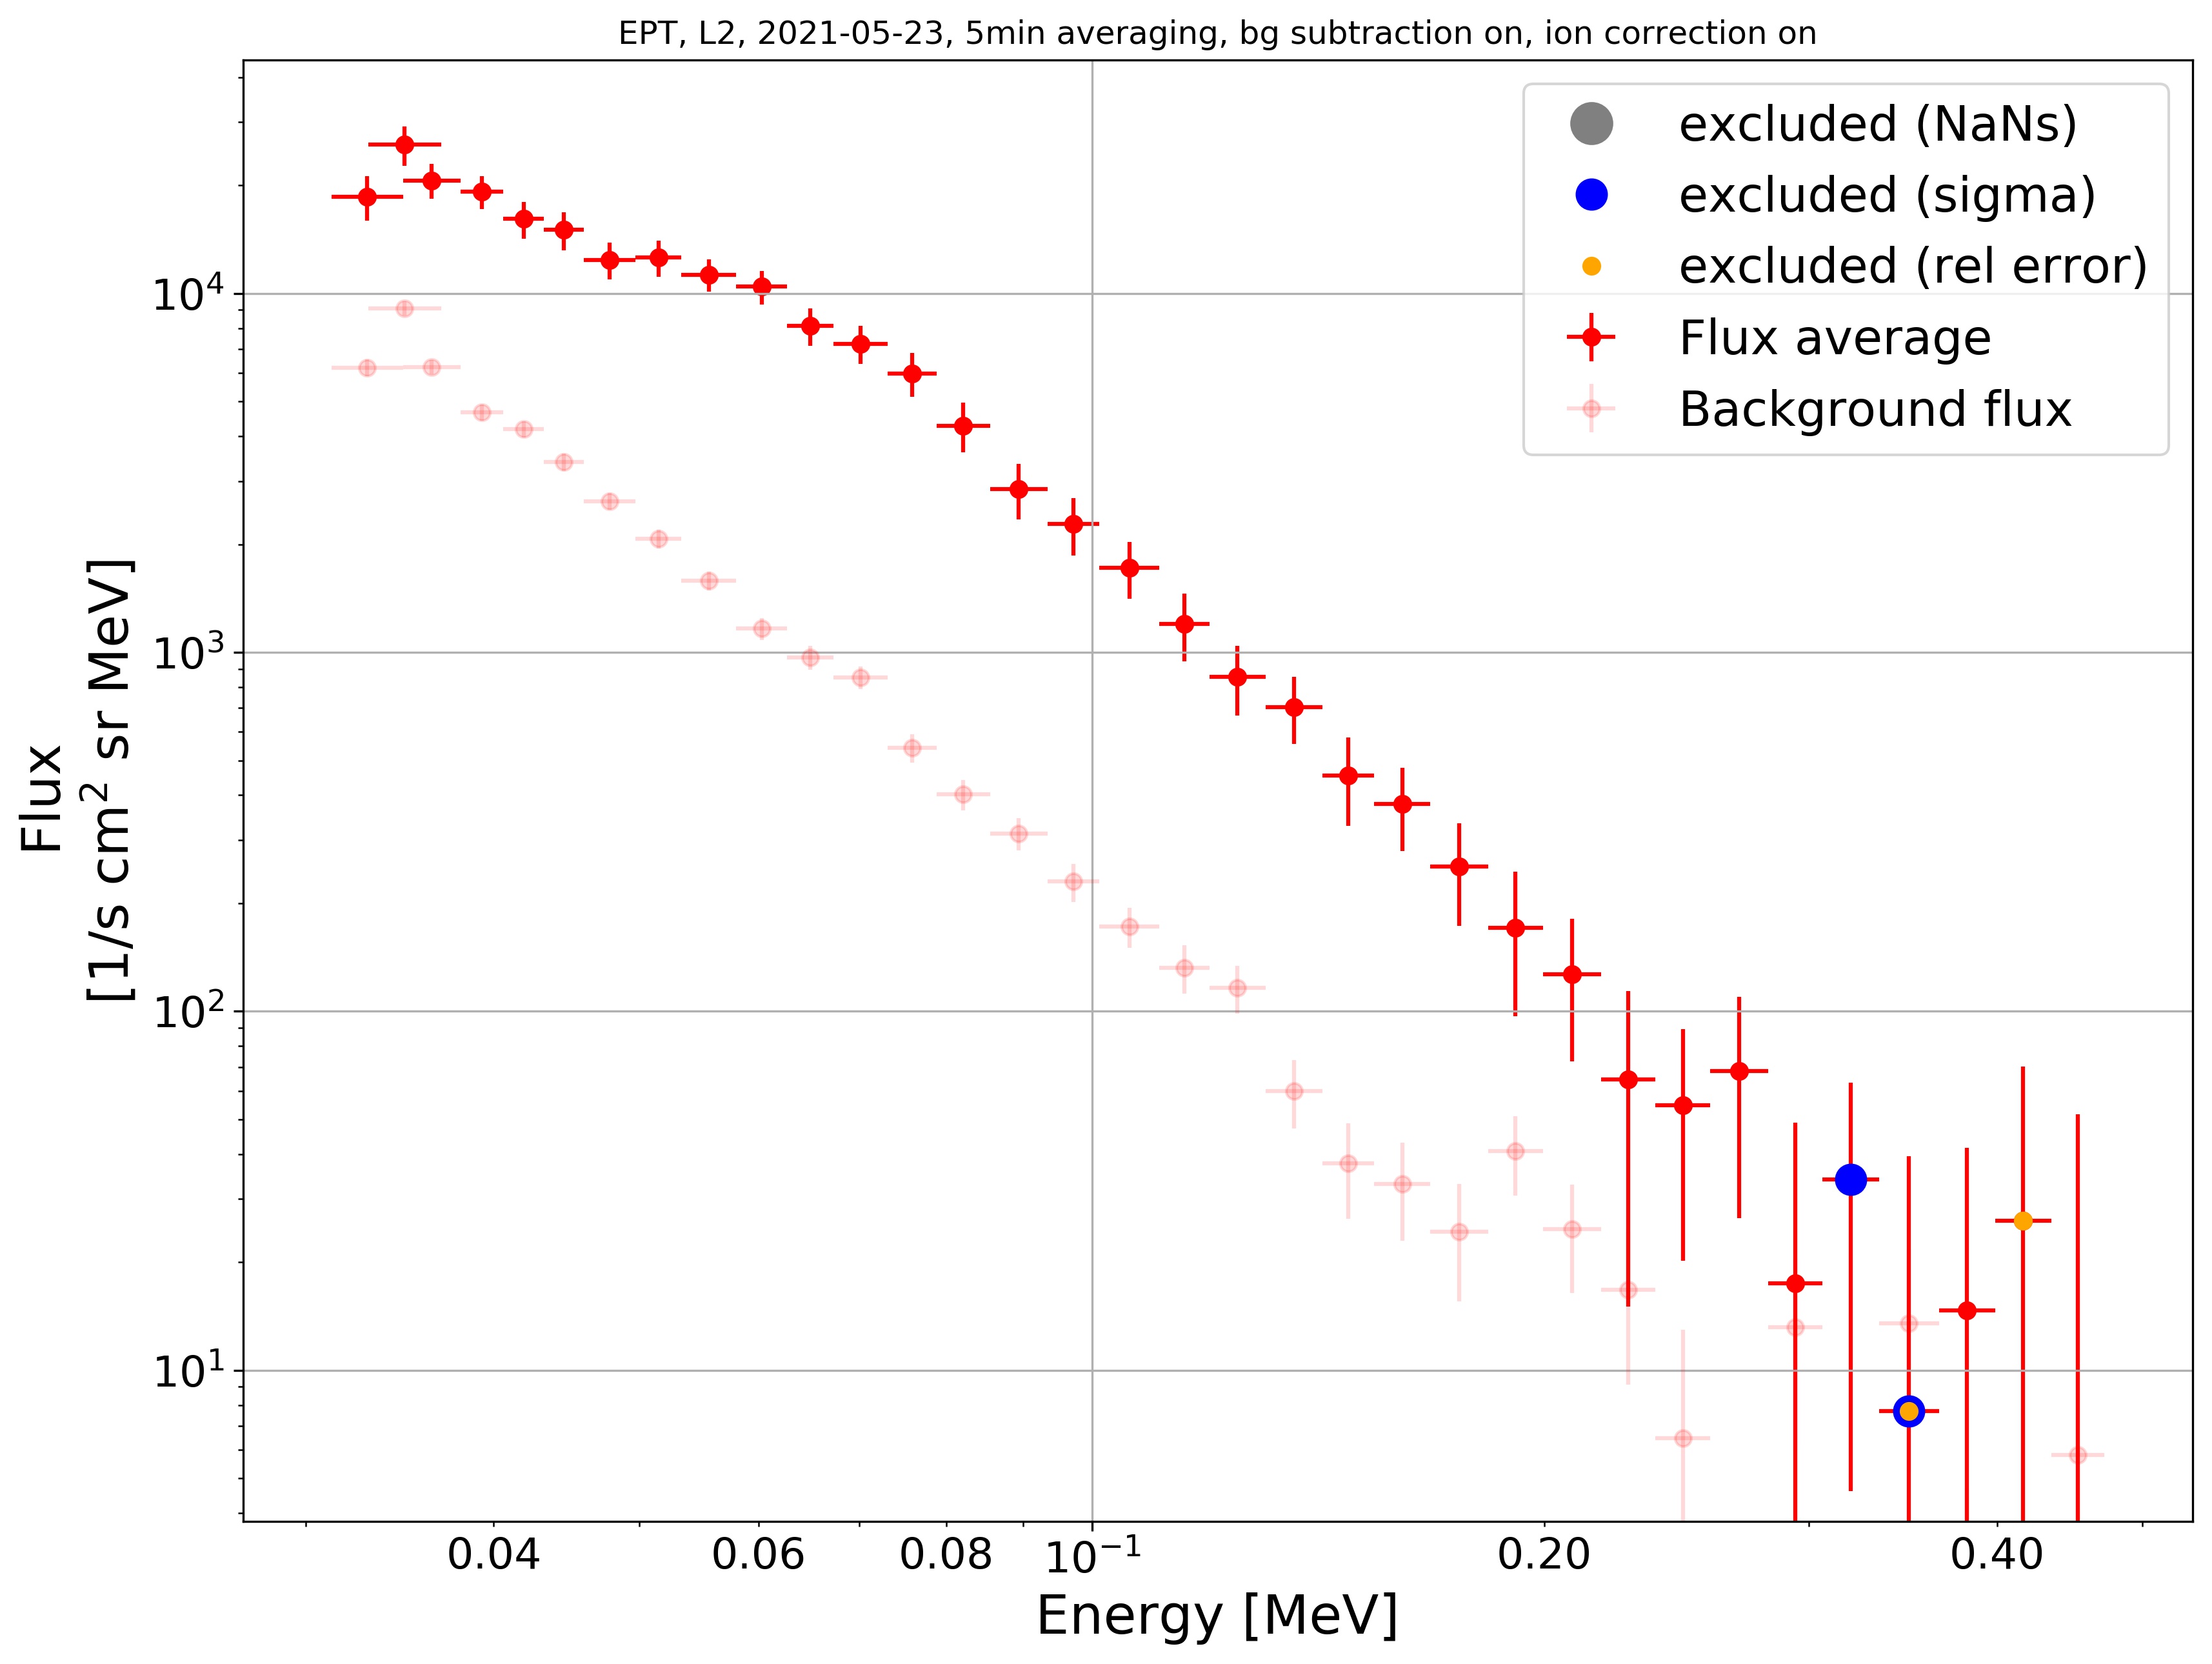 EPT, L2, 2021-05-23, 5min averaging, bg subtraction on, ion correction on
excluded (NaNs)
excluded (sigma)
excluded (rel error)
Flux average
Background flux
Flux
[1/s cm² sr MeV]
10⁴
10³
10²
10¹
0.04 0.06 0.08 10⁻¹ 0.20 0.40
Energy [MeV]